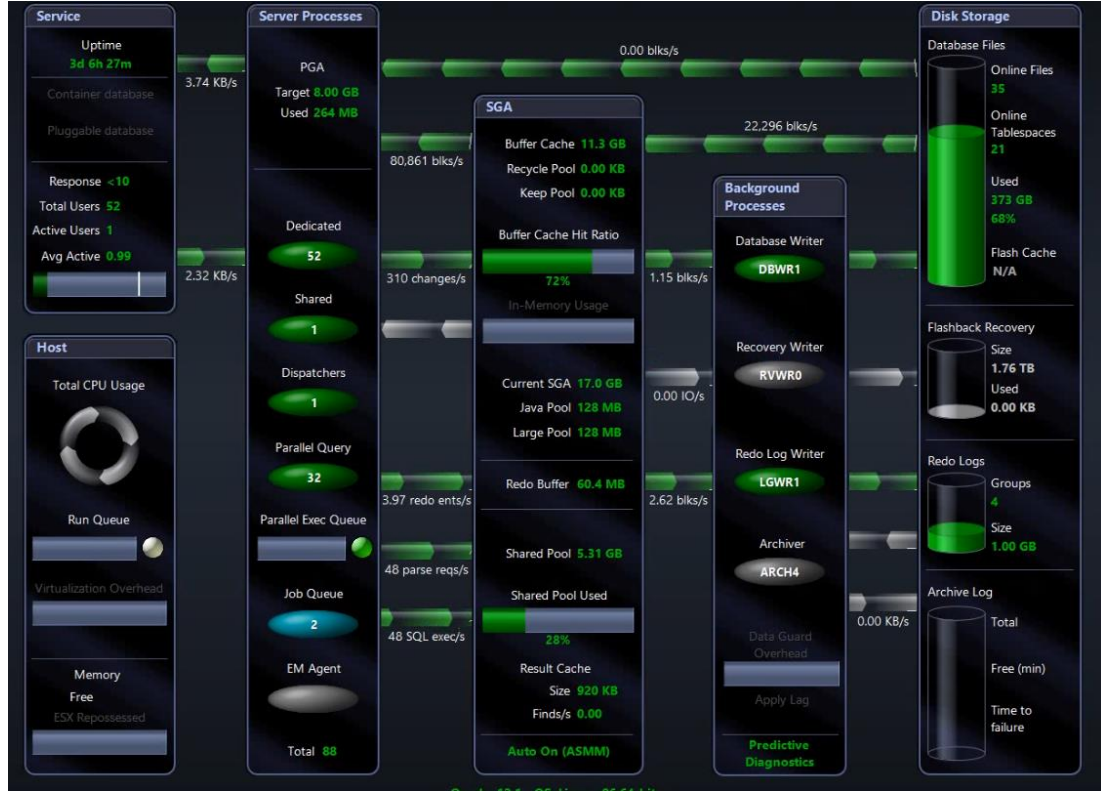 Service
Uptime
3d 6h 27m
Container database
Pluggable database
Response <10
Total Users 52
Active Users 1
Avg Active 0.99
3.74 KB/s
2.32 KB/s
Host
Total CPU Usage
Run Queue
Virtualization Overhead
Memory
Free
ESX Repossessed
Server Processes
PGA
Target 8.00 GB
Used 264 MB
Dedicated
52
Shared
1
Dispatchers
1
Parallel Query
32
Parallel Exec Queue
Job Queue
2
EM Agent
Total 88
0.00 blks/s
80,861 blks/s
310 changes/s
3.97 redo ents/s
48 parse reqs/s
48 SQL exec/s
SGA
Buffer Cache 11.3 GB
Recycle Pool 0.00 KB
Keep Pool 0.00 KB
Buffer Cache Hit Ratio
72%
In-Memory Usage
Current SGA 17.0 GB
Java Pool 128 MB
Large Pool 128 MB
Redo Buffer 60.4 MB
Shared Pool 5.31 GB
Shared Pool Used
28%
Result Cache
Size 920 KB
Finds/s 0.00
Auto On (ASMM)
22,296 blks/s
1.15 blks/s
0.00 IO/s
2.62 blks/s
Background
Processes
Database Writer
DBWR1
Recovery Writer
RVWR0
Redo Log Writer
LGWR1
Archiver
ARCH4
Data Guard
Overhead
Apply Lag
Predictive
Diagnostics
0.00 KB/s
Disk Storage
Database Files
Online Files
35
Online
Tablespaces
21
Used
373 GB
68%
Flash Cache
N/A
Flashback Recovery
Size
1.76 TB
Used
0.00 KB
Redo Logs
Groups
4
Size
1.00 GB
Archive Log
Total
Free (min)
Time to
failure